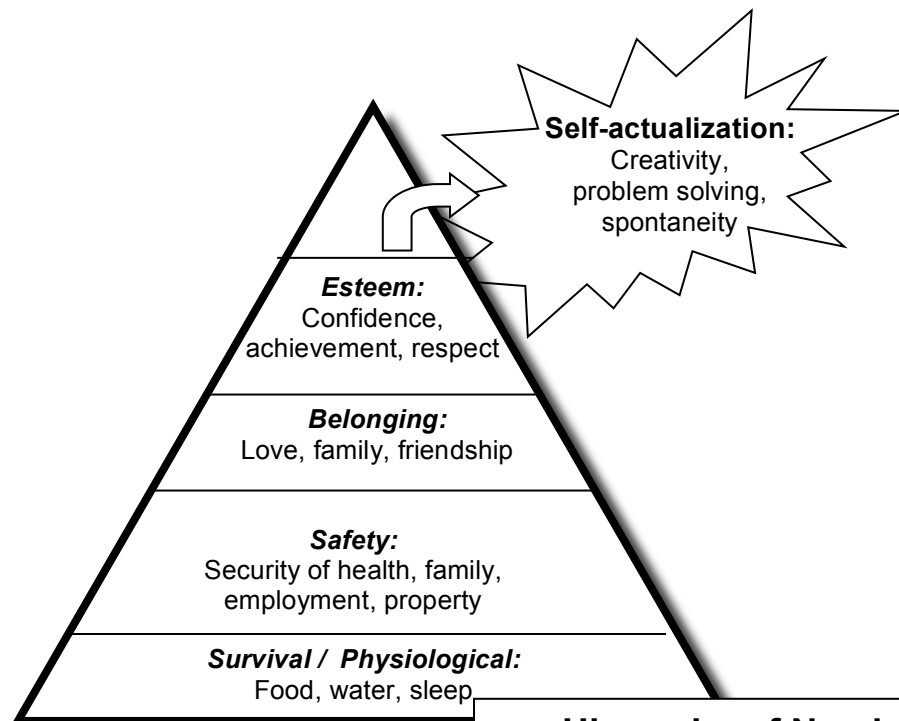 Self-actualization:
Creativity,
problem solving,
spontaneity
Esteem:
Confidence,
achievement, respect
Belonging:
Love, family, friendship
Safety:
Security of health, family,
employment, property
Survival / Physiological:
Food, water, sleep